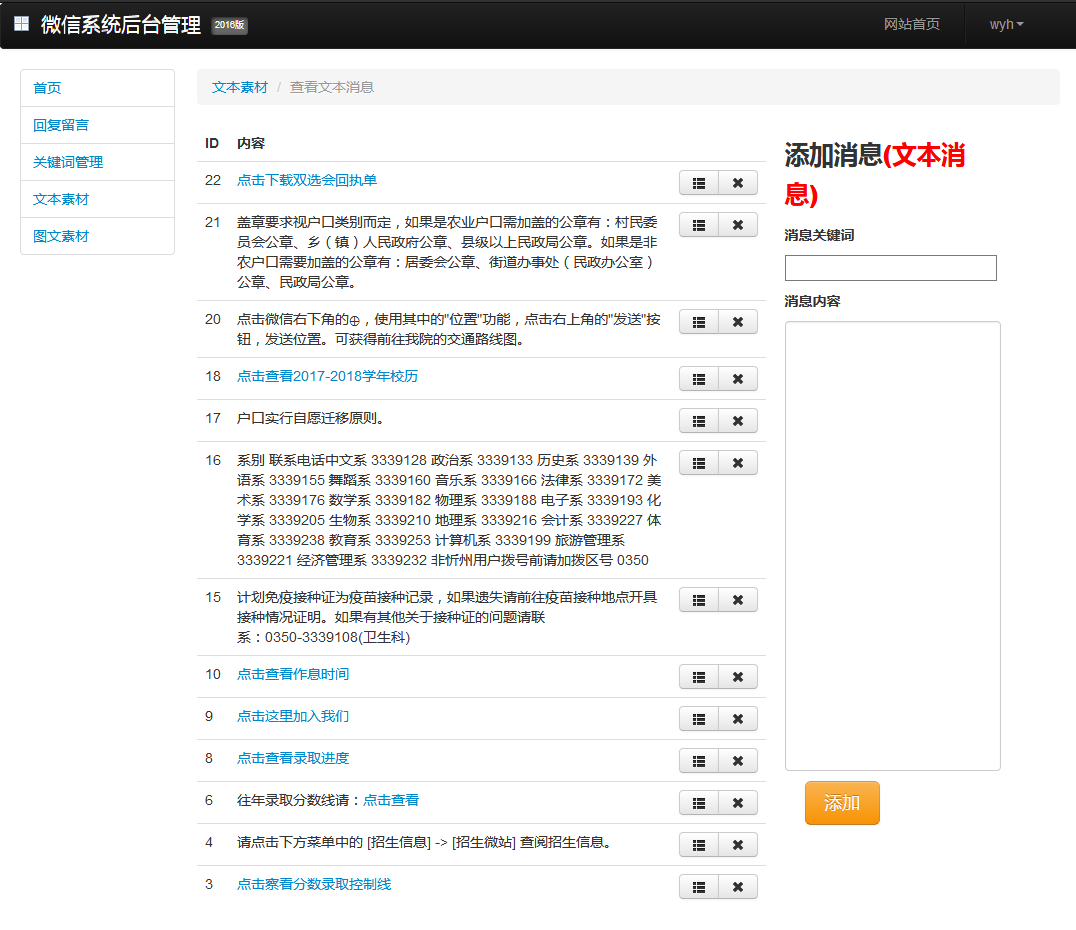 微信系统后台管理 2016版 网站首页 wyh
首页
回复留言
关键词管理
文本素材
图文素材
文本素材 / 查看文本消息
ID 内容
22 点击下载双选会回执单
21 盖章要求视户口类别而定，如果是农业户口需加盖的公章有：村民委
员会公章、乡（镇）人民政府公章、县级以上民政局公章。如果是非
农户口需要加盖的公章有：居委会公章、街道办事处（民政办公室）
公章、民政局公章。
20 点击微信右下角的⊕，使用其中的"位置"功能，点击右上角的"发送"按
钮，发送位置。可获得前往我院的交通路线图。
18 点击查看2017-2018学年校历
17 户口实行自愿迁移原则。
16 系别 联系电话中文系 3339128 政治系 3339133 历史系 3339139 外
语系 3339155 舞蹈系 3339160 音乐系 3339166 法律系 3339172 美
术系 3339176 数学系 3339182 物理系 3339188 电子系 3339193 化
学系 3339205 生物系 3339210 地理系 3339216 会计系 3339227 体
育系 3339238 教育系 3339253 计算机系 3339199 旅游管理系
3339221 经济管理系 3339232 非忻州用户拨号前请加拨区号 0350
15 计划免疫接种证为疫苗接种记录，如果遗失请前往疫苗接种地点开具
接种情况证明。如果有其他关于接种证的问题请联
系：0350-3339108(卫生科)
10 点击查看作息时间
9 点击这里加入我们
8 点击查看录取进度
6 往年录取分数线请：点击查看
4 请点击下方菜单中的 [招生信息] -> [招生微站] 查阅招生信息。
3 点击察看分数录取控制线
添加消息(文本消
息)
消息关键词
消息内容
添加